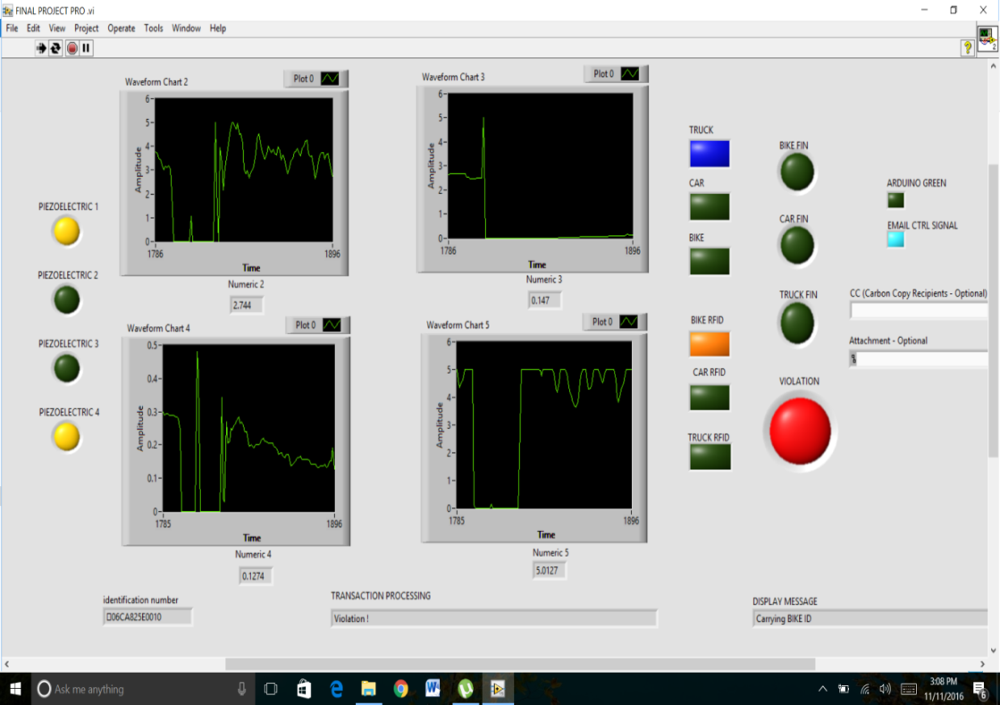 FINAL PROJECT PRO .vi
File Edit View Project Operate Tools Window Help
2
Waveform Chart 2
Plot 0
Amplitude
6
5
4
3
2
1
0
1786
1896
Time
Numeric 2
2.744
Waveform Chart 3
Plot 0
Amplitude
6
5
4
3
2
1
0
1786
1896
Time
Numeric 3
0.147
PIEZOELECTRIC 1
PIEZOELECTRIC 2
PIEZOELECTRIC 3
PIEZOELECTRIC 4
Waveform Chart 4
Plot 0
Amplitude
0.5
0.4
0.3
0.2
0.1
0
1785
1896
Time
Numeric 4
0.1274
Waveform Chart 5
Plot 0
Amplitude
6
5
4
3
2
1
0
1785
1896
Time
Numeric 5
5.0127
TRUCK
CAR
BIKE
BIKE RFID
CAR RFID
TRUCK RFID
BIKE FIN
CAR FIN
TRUCK FIN
VIOLATION
ARDUINO GREEN
EMAIL CTRL SIGNAL
CC (Carbon Copy Recipients - Optional)
Attachment - Optional
identification number
06CA825E0010
TRANSACTION PROCESSING
Violation !
DISPLAY MESSAGE
Carrying BIKE ID
Ask me anything
3:08 PM
11/11/2016
6